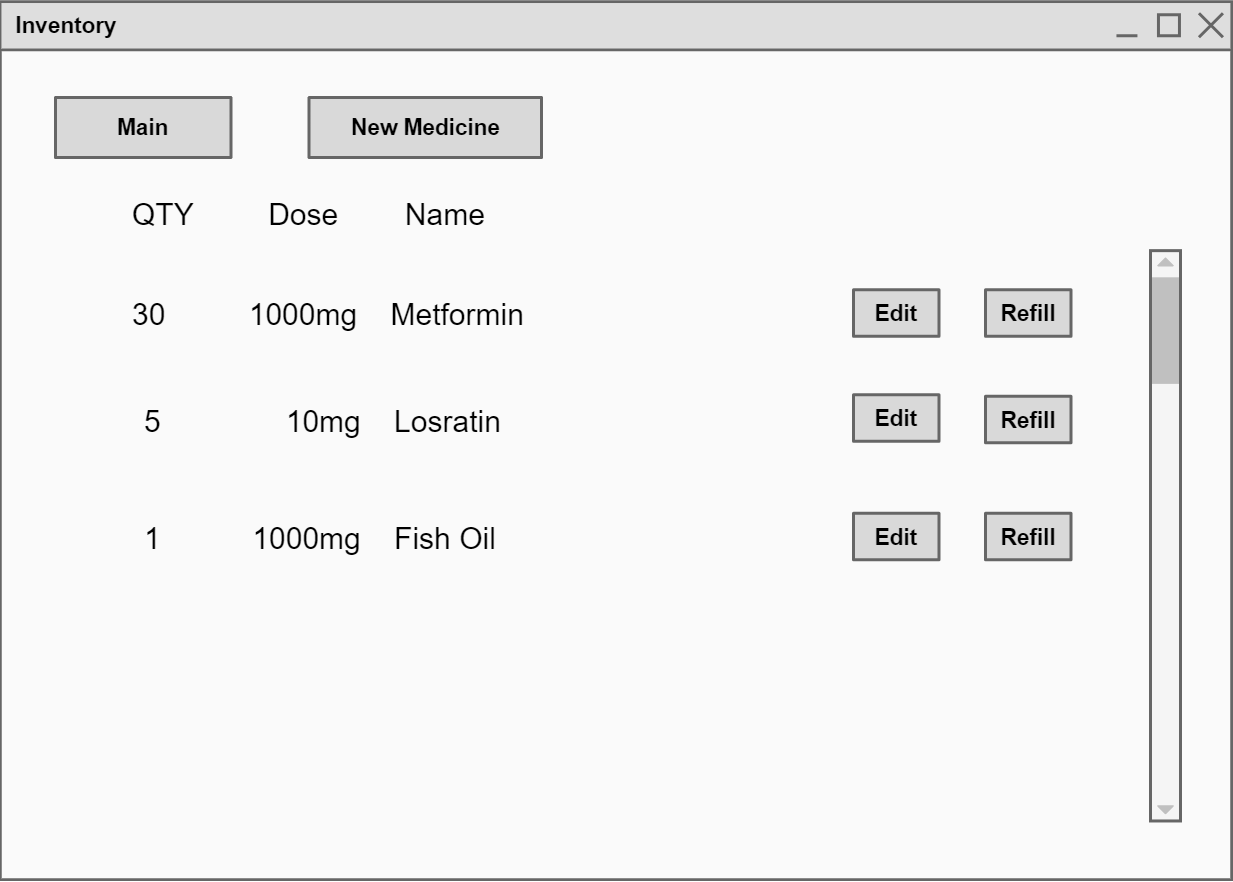 Inventory
Main New Medicine
QTY Dose Name
30 1000mg Metformin Edit Refill
5 10mg Losratin Edit Refill
1 1000mg Fish Oil Edit Refill